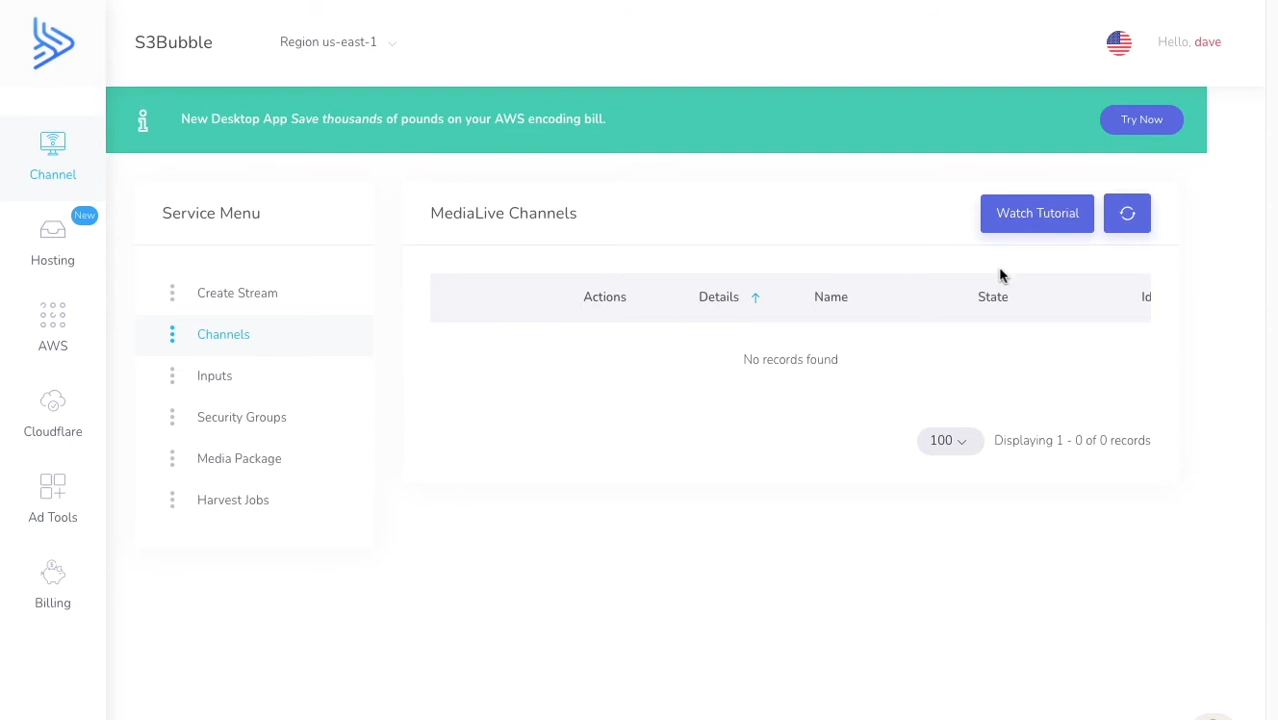 S3Bubble
Region us-east-1
Hello, dave
New Desktop App Save thousands of pounds on your AWS encoding bill.
Try Now
Channel
New
Hosting
AWS
Cloudflare
Ad Tools
Billing
Service Menu
Create Stream
Channels
Inputs
Security Groups
Media Package
Harvest Jobs
MediaLive Channels
Watch Tutorial
Actions Details Name State Id
No records found
100 Displaying 1 - 0 of 0 records